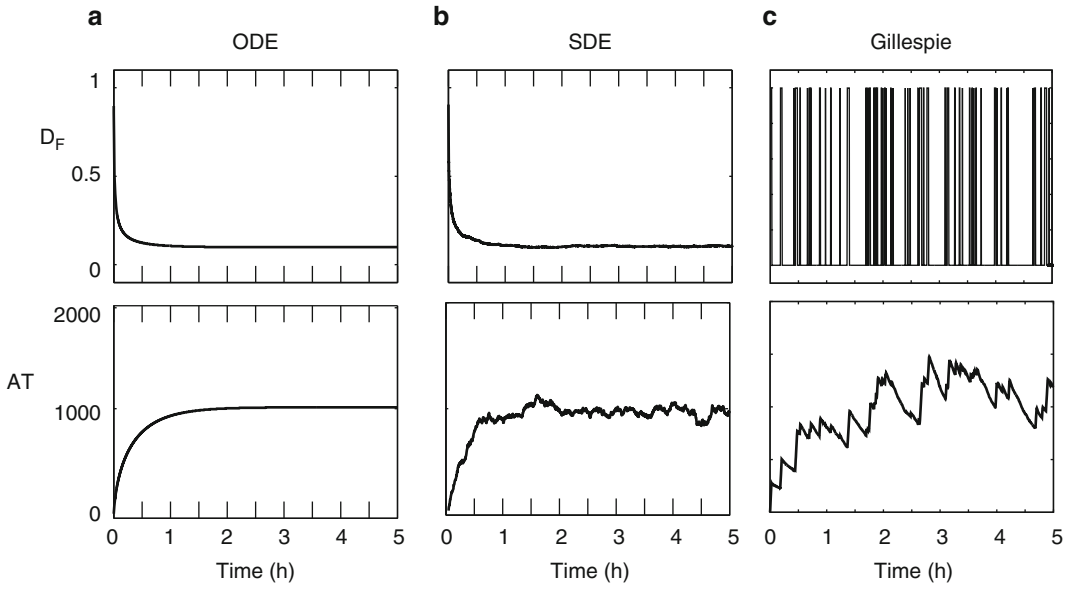 a
b
c
ODE
SDE
Gillespie
1
D_F
0.5
0
2000
AT
1000
0
0 1 2 3 4 5
0 1 2 3 4 5
0 1 2 3 4 5
Time (h)
Time (h)
Time (h)